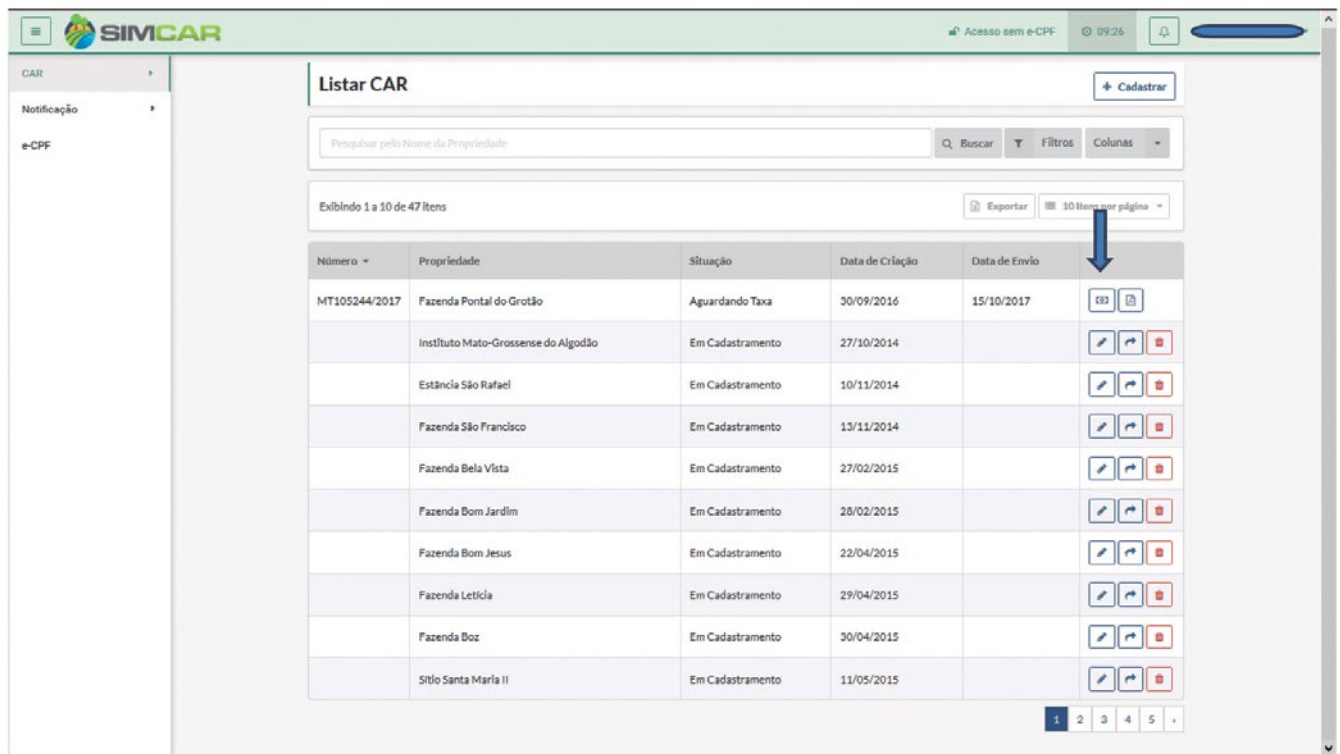 SIMCAR
Acesso sem e-CPF 09:26
CAR
Notificação
e-CPF
Listar CAR
+ Cadastrar
Pesquisar pelo Nome da Propriedade
Buscar Filtros Colunas
Exibindo 1 a 10 de 47 itens
Exportar 10 Itens por página
Número Propriedade Situação Data de Criação Data de Envio
MT105244/2017 Fazenda Pontal do Grotão Aguardando Taxa 30/09/2016 15/10/2017
Instituto Mato-Grossense do Algodão Em Cadastramento 27/10/2014
Estância São Rafael Em Cadastramento 10/11/2014
Fazenda São Francisco Em Cadastramento 13/11/2014
Fazenda Bela Vista Em Cadastramento 27/02/2015
Fazenda Bom Jardim Em Cadastramento 28/02/2015
Fazenda Bom Jesus Em Cadastramento 22/04/2015
Fazenda Letícia Em Cadastramento 29/04/2015
Fazenda Boz Em Cadastramento 30/04/2015
Sítio Santa Maria II Em Cadastramento 11/05/2015
1 2 3 4 5 ›